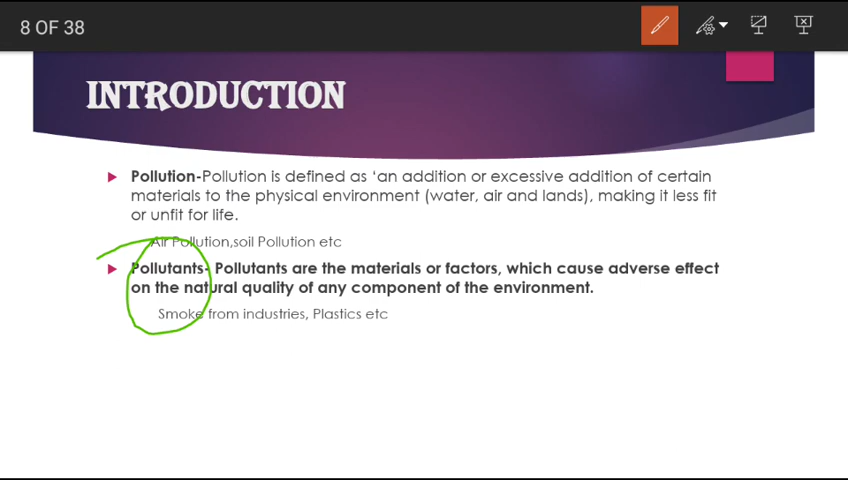 8 OF 38
INTRODUCTION
Pollution-Pollution is defined as ‘an addition or excessive addition of certain
materials to the physical environment (water, air and lands), making it less fit
or unfit for life.
Air Pollution,soil Pollution etc
Pollutants- Pollutants are the materials or factors, which cause adverse effect
on the natural quality of any component of the environment.
Smoke from industries, Plastics etc